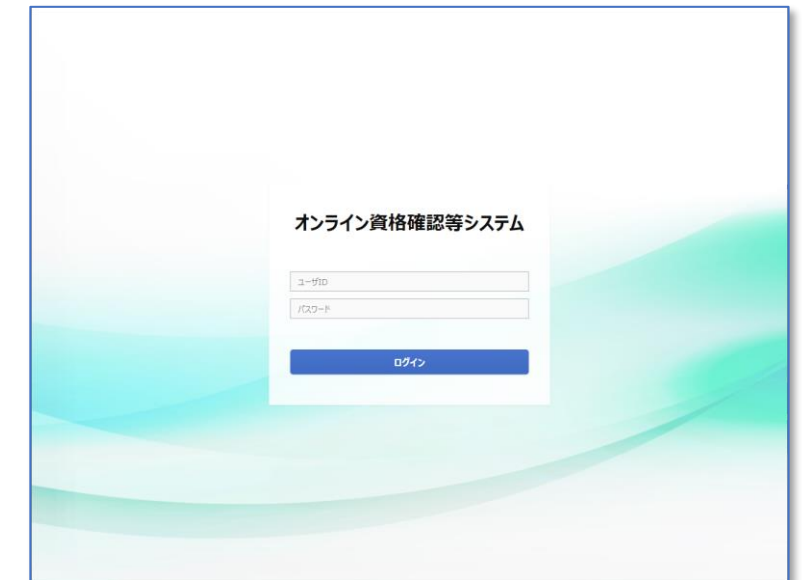 オンライン資格確認等システム
ユーザID
パスワード
ログイン